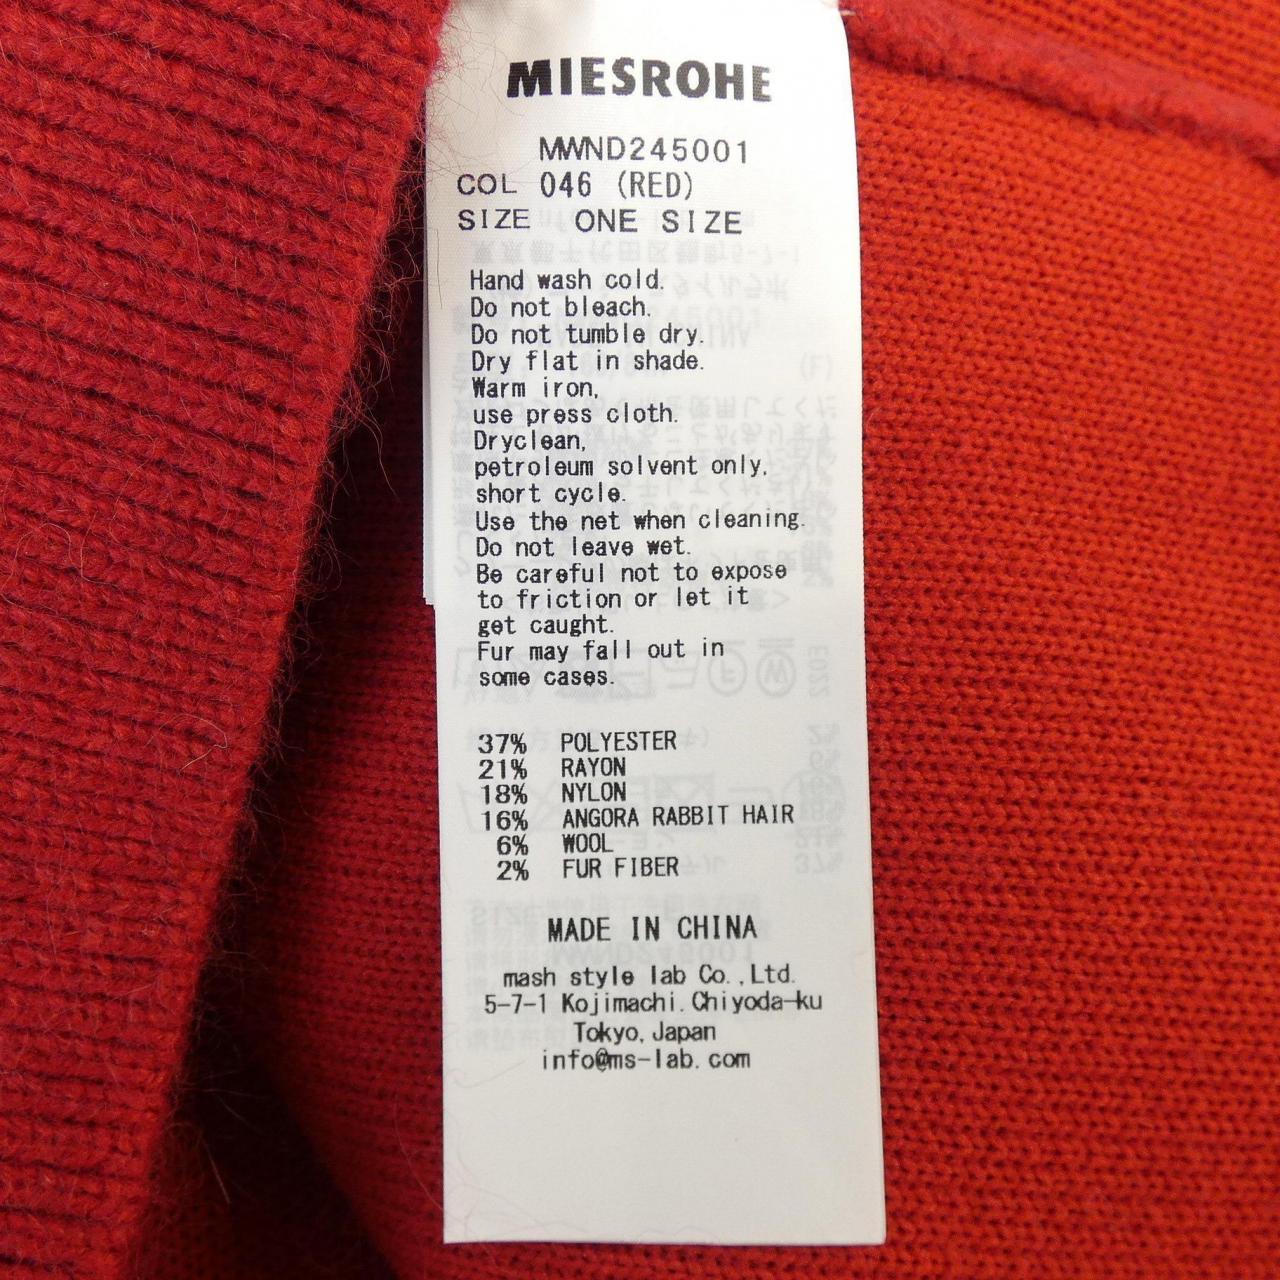 MIESROHE
MWND245001
COL 046 (RED)
SIZE ONE SIZE
Hand wash cold.
Do not bleach.
Do not tumble dry.
Dry flat in shade.
Warm iron,
use press cloth.
Dryclean,
petroleum solvent only,
short cycle.
Use the net when cleaning.
Do not leave wet.
Be careful not to expose
to friction or let it
get caught.
Fur may fall out in
some cases.
37% POLYESTER
21% RAYON
18% NYLON
16% ANGORA RABBIT HAIR
6% WOOL
2% FUR FIBER
MADE IN CHINA
mash style lab Co.,Ltd.
5-7-1 Kojimachi.Chiyoda-ku
Tokyo,Japan
info@ms-lab.com